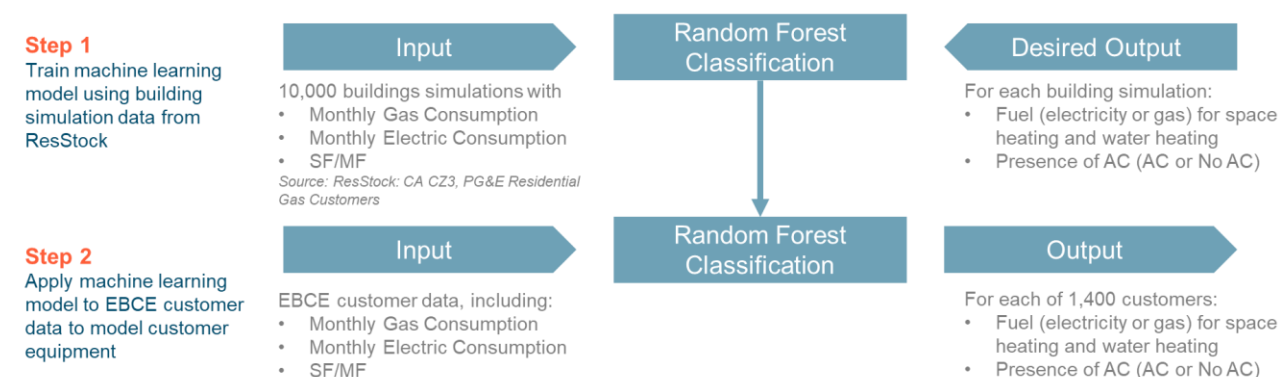 Step 1
Train machine learning
model using building
simulation data from
ResStock
Input
10,000 buildings simulations with
• Monthly Gas Consumption
• Monthly Electric Consumption
• SF/MF
Source: ResStock: CA CZ3, PG&E Residential
Gas Customers
Random Forest
Classification
Desired Output
For each building simulation:
• Fuel (electricity or gas) for space
heating and water heating
• Presence of AC (AC or No AC)
Step 2
Apply machine learning
model to EBCE customer
data to model customer
equipment
Input
EBCE customer data, including:
• Monthly Gas Consumption
• Monthly Electric Consumption
• SF/MF
Random Forest
Classification
Output
For each of 1,400 customers:
• Fuel (electricity or gas) for space
heating and water heating
• Presence of AC (AC or No AC)